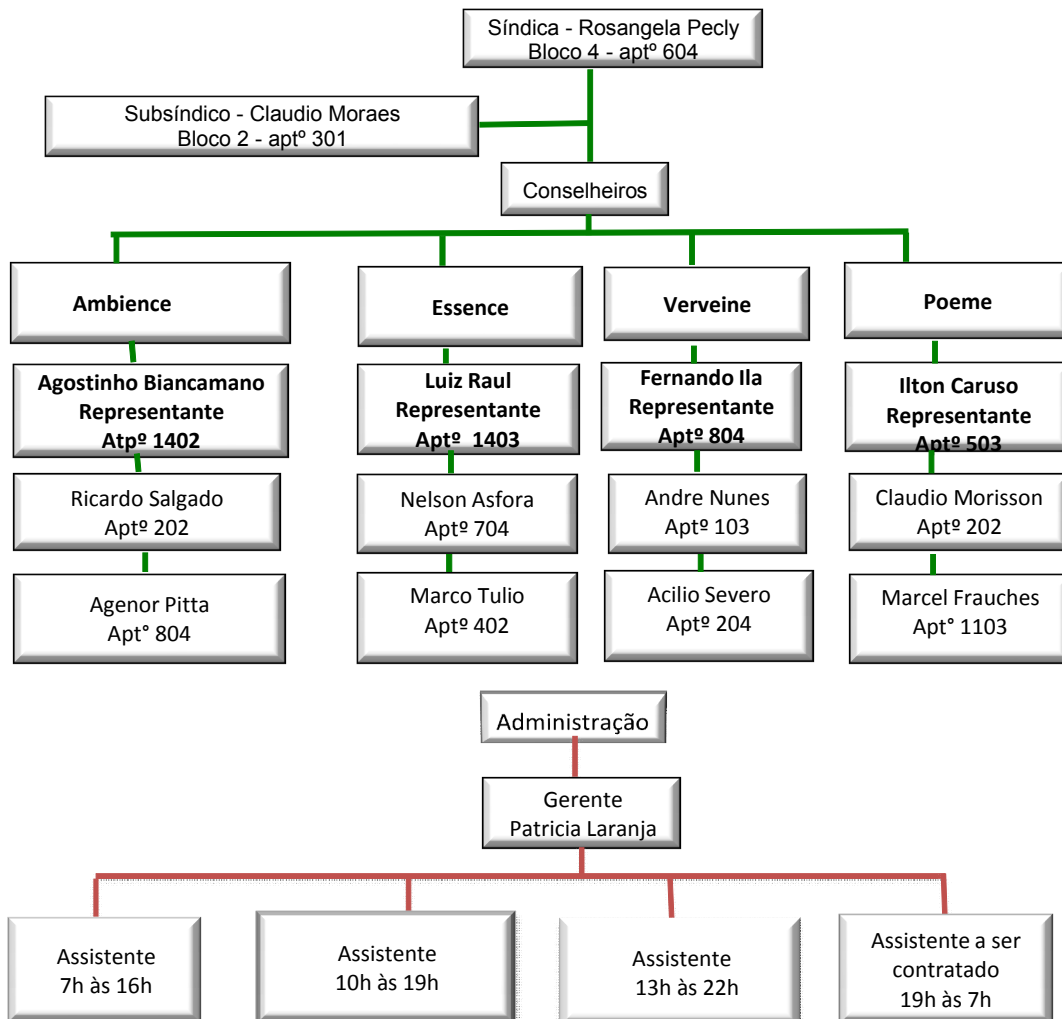 Síndica - Rosangela Pecly
Bloco 4 - aptº 604
Subsíndico - Claudio Moraes
Bloco 2 - aptº 301
Conselheiros
Ambience
Essence
Verveine
Poeme
Agostinho Biancamano
Representante
Atpº 1402
Luiz Raul
Representante
Aptº 1403
Fernando Ila
Representante
Aptº 804
Ilton Caruso
Representante
Aptº 503
Ricardo Salgado
Aptº 202
Nelson Asfora
Aptº 704
Andre Nunes
Aptº 103
Claudio Morisson
Aptº 202
Agenor Pitta
Apt° 804
Marco Tulio
Aptº 402
Acilio Severo
Aptº 204
Marcel Frauches
Apt° 1103
Administração
Gerente
Patricia Laranja
Assistente
7h às 16h
Assistente
10h às 19h
Assistente
13h às 22h
Assistente a ser
contratado
19h às 7h